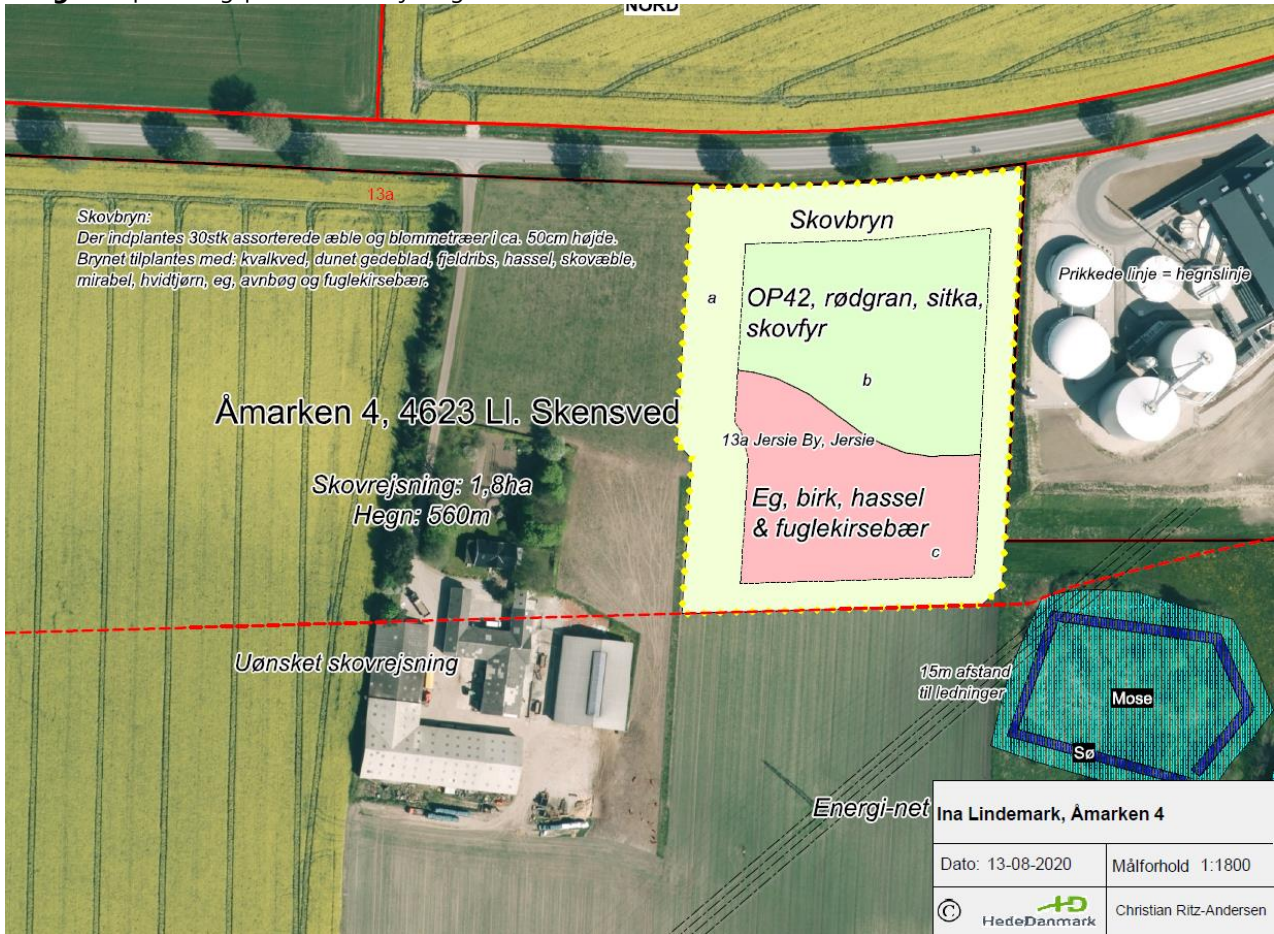 NORD
13a
Skovbryn:
Der indplantes 30stk assorterede æble og blommetræer i ca. 50cm højde.
Brynet tilplantes med: kvalkved, dunet gedeblad, fjeldribs, hassel, skovæble,
mirabel, hvidtjørn, eg, avnbøg og fuglekirsebær.
Skovbryn
Prikkede linje = hegnslinje
a
OP42, rødgran, sitka,
skovfyr
b
Åmarken 4, 4623 Ll. Skensved
13a Jersie By, Jersie
Skovrejsning: 1,8ha
Hegn: 560m
Eg, birk, hassel
& fuglekirsebær
c
Uønsket skovrejsning
15m afstand
til ledninger
Mose
Sø
Energi-net
Ina Lindemark, Åmarken 4
Dato: 13-08-2020
Målforhold 1:1800
© HedeDanmark
Christian Ritz-Andersen